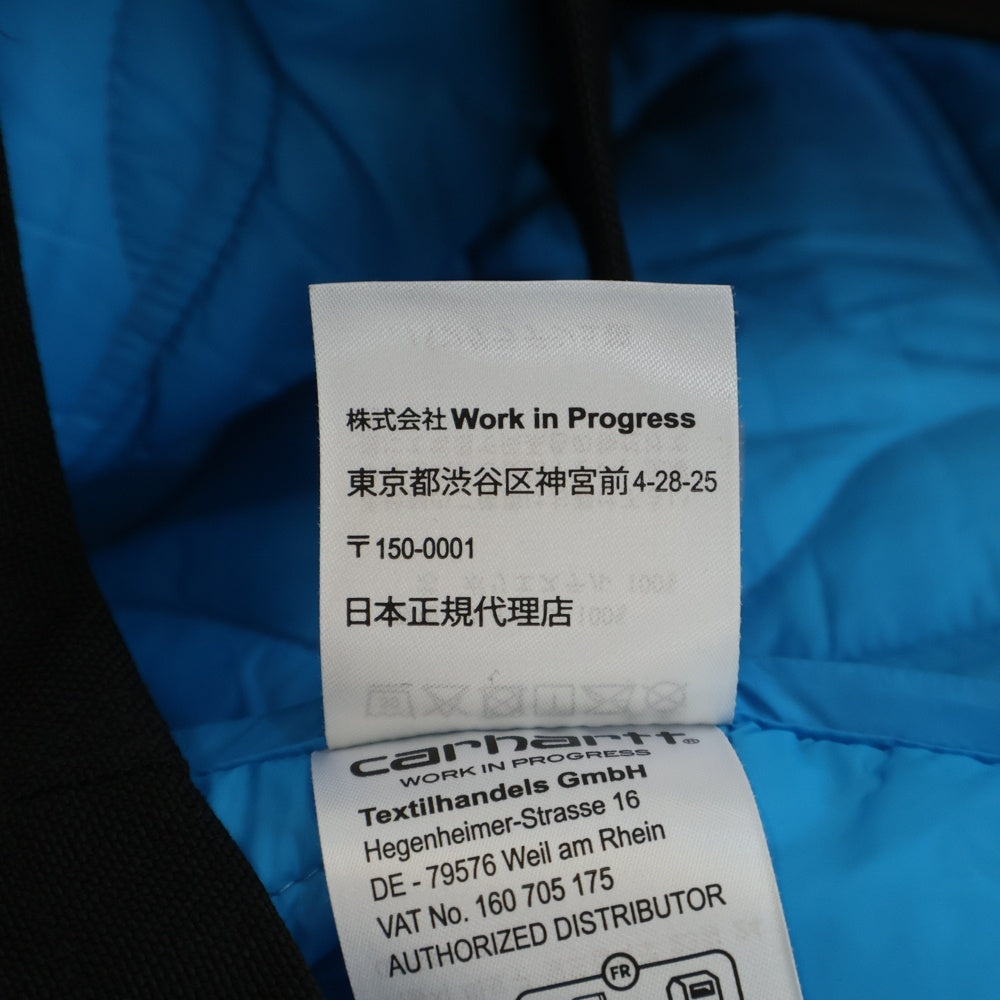 株式会社Work in Progress
東京都渋谷区神宮前4-28-25
〒150-0001
日本正規代理店
carhartt®
WORK IN PROGRESS
Textilhandels GmbH
Hegenheimer-Strasse 16
DE - 79576 Weil am Rhein
VAT No. 160 705 175
AUTHORIZED DISTRIBUTOR
FR